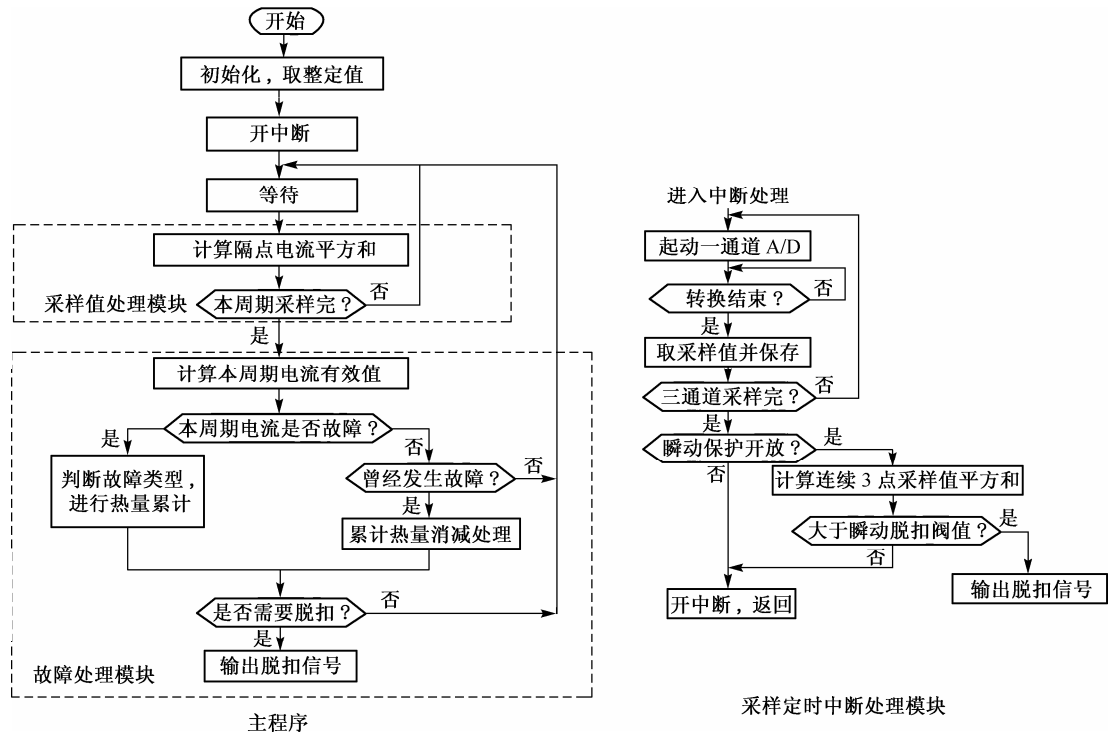 开始
初始化，取整定值
开中断
等待
计算隔点电流平方和
采样值处理模块
本周期采样完？
否
是
计算本周期电流有效值
本周期电流是否故障？
是
否
判断故障类型，
进行热量累计
曾经发生故障？
否
是
累计热量消减处理
是否需要脱扣？
否
是
输出脱扣信号
故障处理模块
主程序
进入中断处理
起动一通道 A/D
转换结束？
否
是
取采样值并保存
三通道采样完？
否
是
瞬动保护开放？
是
否
计算连续 3 点采样值平方和
大于瞬动脱扣阀值？
是
否
开中断，返回
输出脱扣信号
采样定时中断处理模块